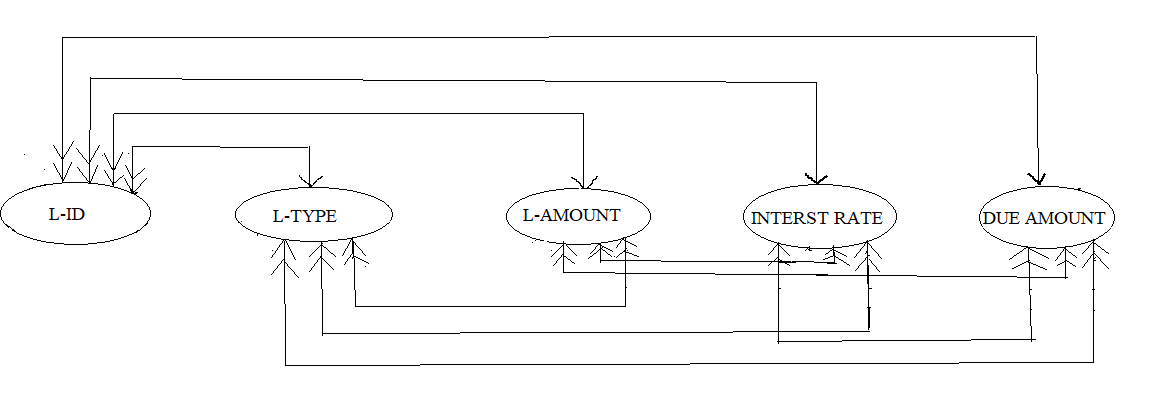 L-ID
L-TYPE
L-AMOUNT
INTERST RATE
DUE AMOUNT